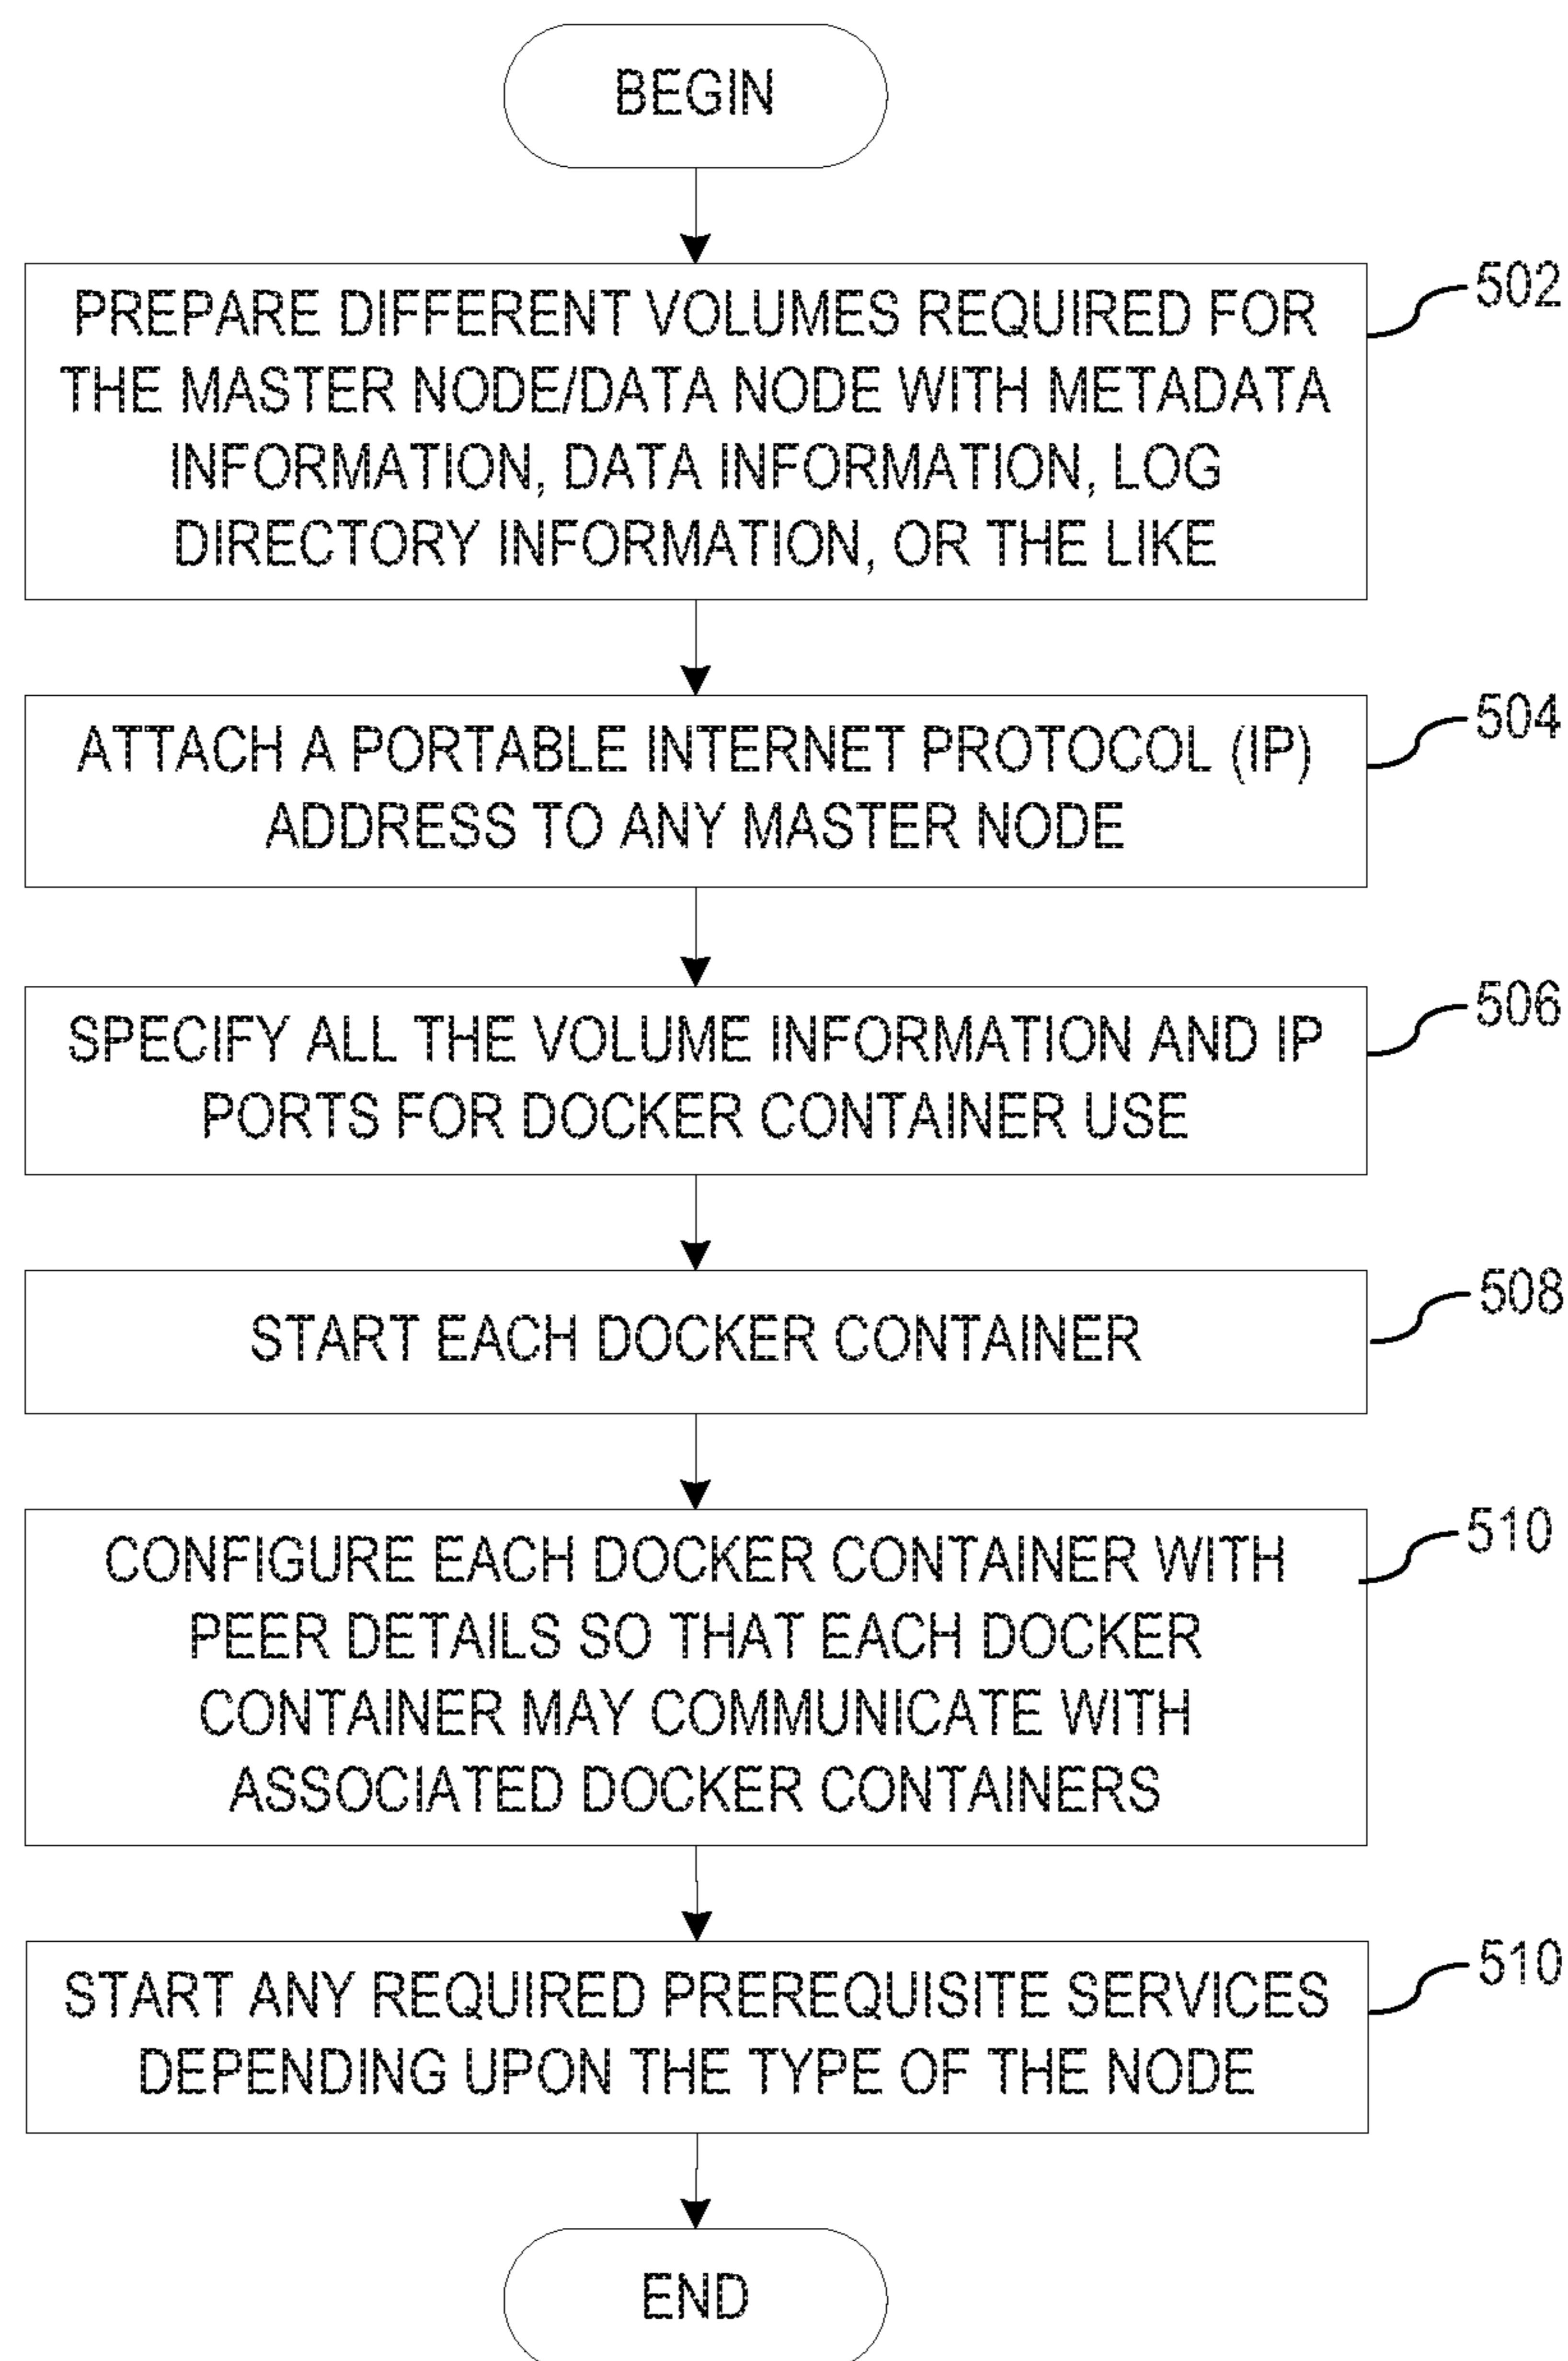 BEGIN
PREPARE DIFFERENT VOLUMES REQUIRED FOR
THE MASTER NODE/DATA NODE WITH METADATA
INFORMATION, DATA INFORMATION, LOG
DIRECTORY INFORMATION, OR THE LIKE
502
ATTACH A PORTABLE INTERNET PROTOCOL (IP)
ADDRESS TO ANY MASTER NODE
504
SPECIFY ALL THE VOLUME INFORMATION AND IP
PORTS FOR DOCKER CONTAINER USE
506
START EACH DOCKER CONTAINER
508
CONFIGURE EACH DOCKER CONTAINER WITH
PEER DETAILS SO THAT EACH DOCKER
CONTAINER MAY COMMUNICATE WITH
ASSOCIATED DOCKER CONTAINERS
510
START ANY REQUIRED PREREQUISITE SERVICES
DEPENDING UPON THE TYPE OF THE NODE
510
END